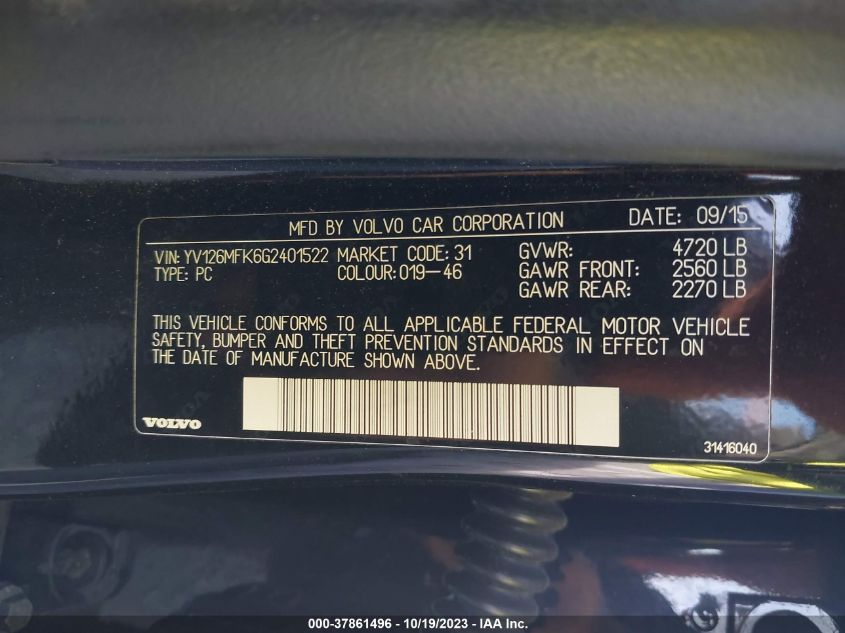 MFD BY VOLVO CAR CORPORATION DATE: 09/15
VIN: YV126MFK6G2401522 MARKET CODE: 31 GVWR: 4720 LB
TYPE: PC COLOUR: 019-46 GAWR FRONT: 2560 LB
GAWR REAR: 2270 LB
THIS VEHICLE CONFORMS TO ALL APPLICABLE FEDERAL MOTOR VEHICLE
SAFETY, BUMPER AND THEFT PREVENTION STANDARDS IN EFFECT ON
THE DATE OF MANUFACTURE SHOWN ABOVE.
VOLVO
31416040
000-37861496 - 10/19/2023 - IAA Inc.